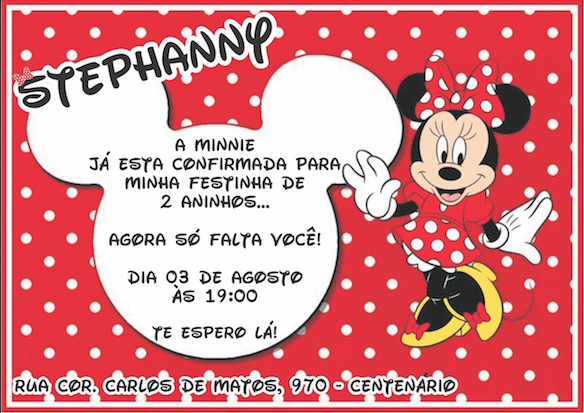 STEPHANNY
A MINNIE
JÁ ESTA CONFIRMADA PARA
MINHA FESTINHA DE
2 ANINHOS...
AGORA SÓ FALTA VOCÊ!
DIA 03 DE AGOSTO
ÀS 19:00
TE ESPERO LÁ!
RUA COR. CARLOS DE MATOS, 970 - CENTENÁRIO